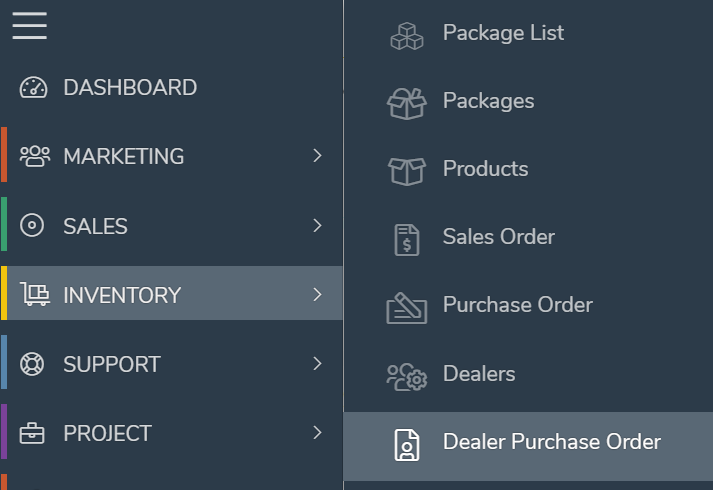 DASHBOARD
MARKETING
SALES
INVENTORY
SUPPORT
PROJECT
Package List
Packages
Products
Sales Order
Purchase Order
Dealers
Dealer Purchase Order